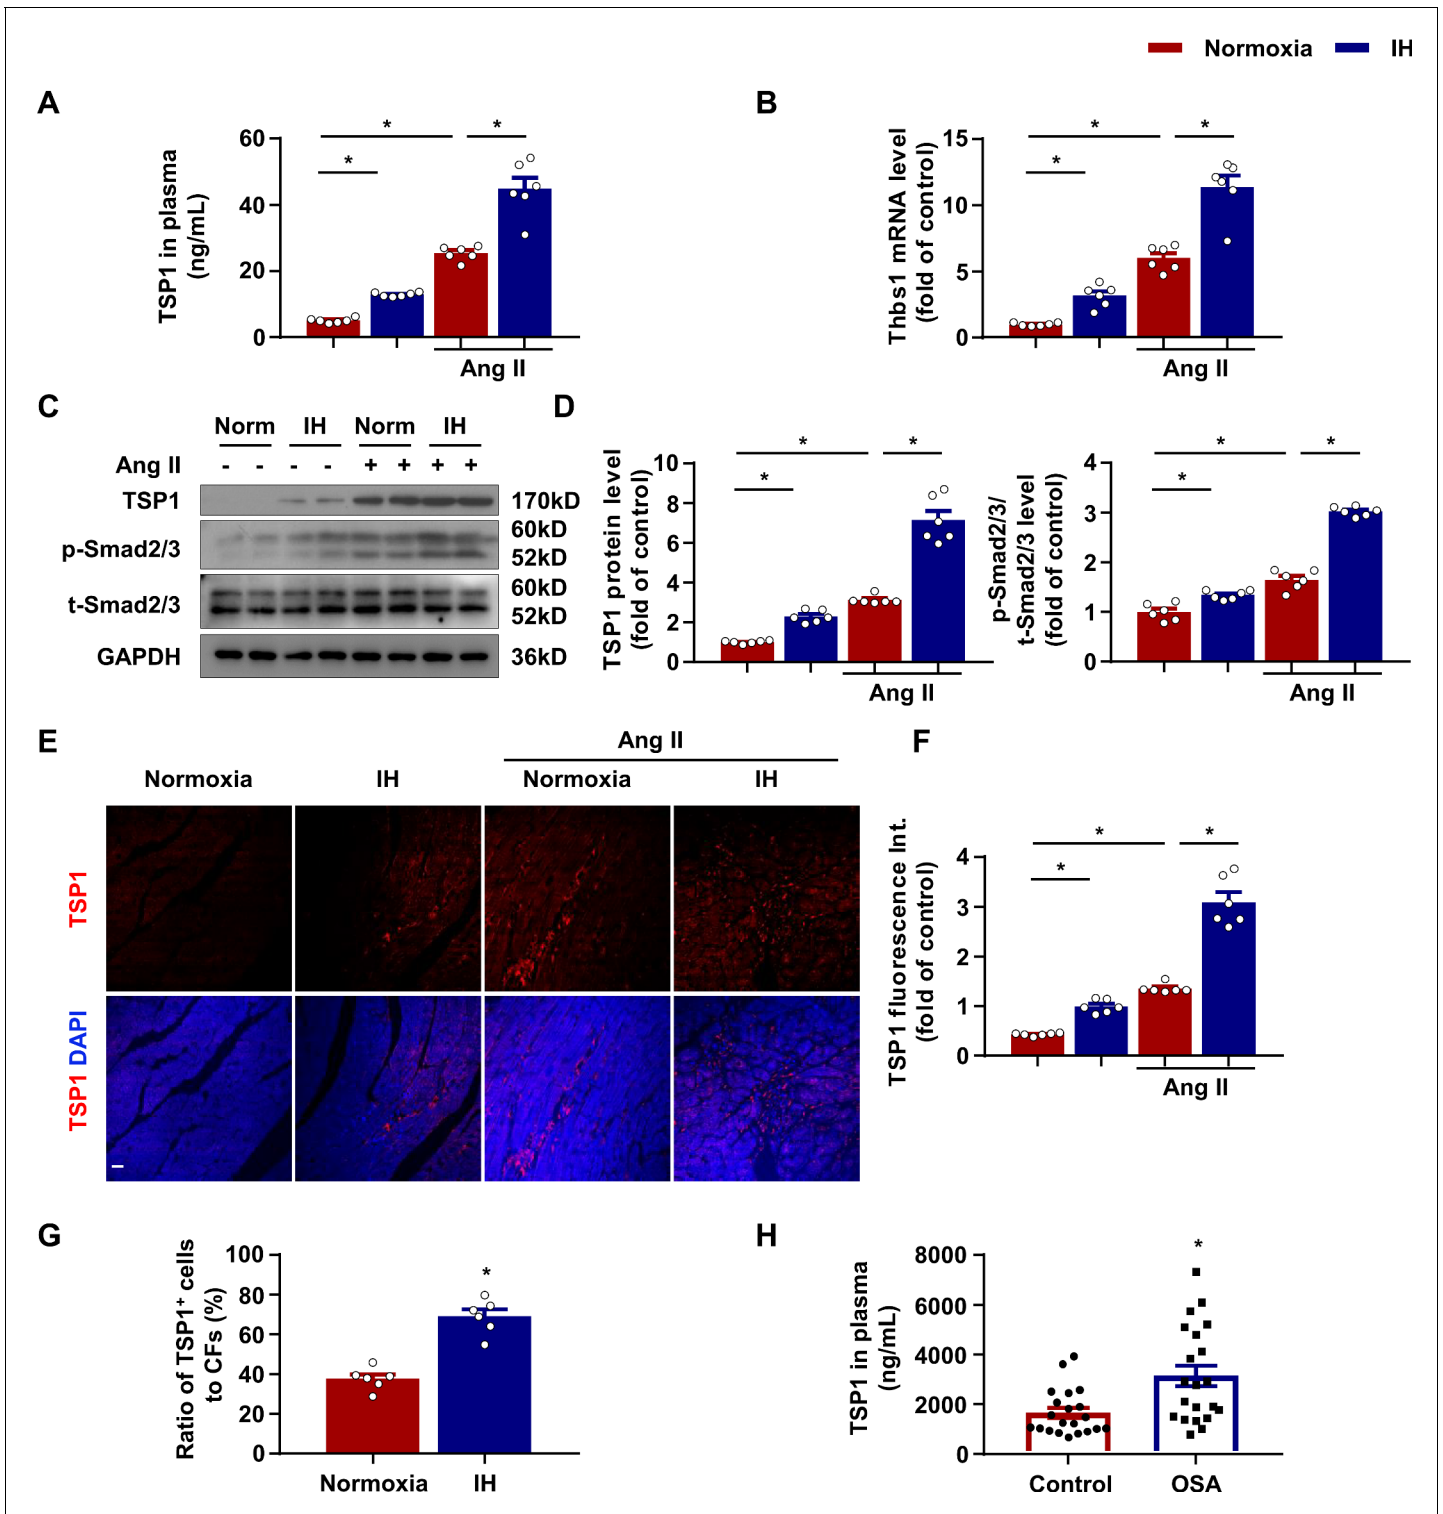 Normoxia IH
A
TSP1 in plasma
(ng/mL)
60
40
20
0
* *
*
Ang II
B
Thbs1 mRNA level
(fold of control)
15
10
5
0
* *
*
Ang II
C
Norm IH Norm IH
Ang II - - - - + + + +
TSP1 170kD
p-Smad2/3 60kD
52kD
t-Smad2/3 60kD
52kD
GAPDH 36kD
D
TSP1 protein level
(fold of control)
10
8
6
4
2
0
* *
*
Ang II
p-Smad2/3/
t-Smad2/3 level
(fold of control)
4
3
2
1
0
* *
*
Ang II
E
Ang II
Normoxia IH Normoxia IH
TSP1
TSP1 DAPI
F
TSP1 fluorescence Int.
(fold of control)
4
3
2
1
0
* *
*
Ang II
G
Ratio of TSP1⁺ cells
to CFs (%)
100
80
60
40
20
0
*
Normoxia IH
H
TSP1 in plasma
(ng/mL)
8000
6000
4000
2000
0
*
Control OSA